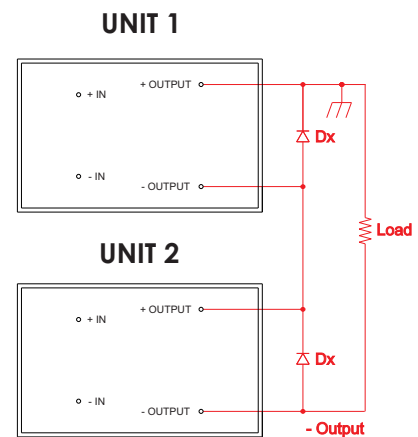 UNIT 1
+ OUTPUT
+ IN
Dx
- IN
- OUTPUT
Load
UNIT 2
+ OUTPUT
+ IN
Dx
- IN
- OUTPUT
- Output